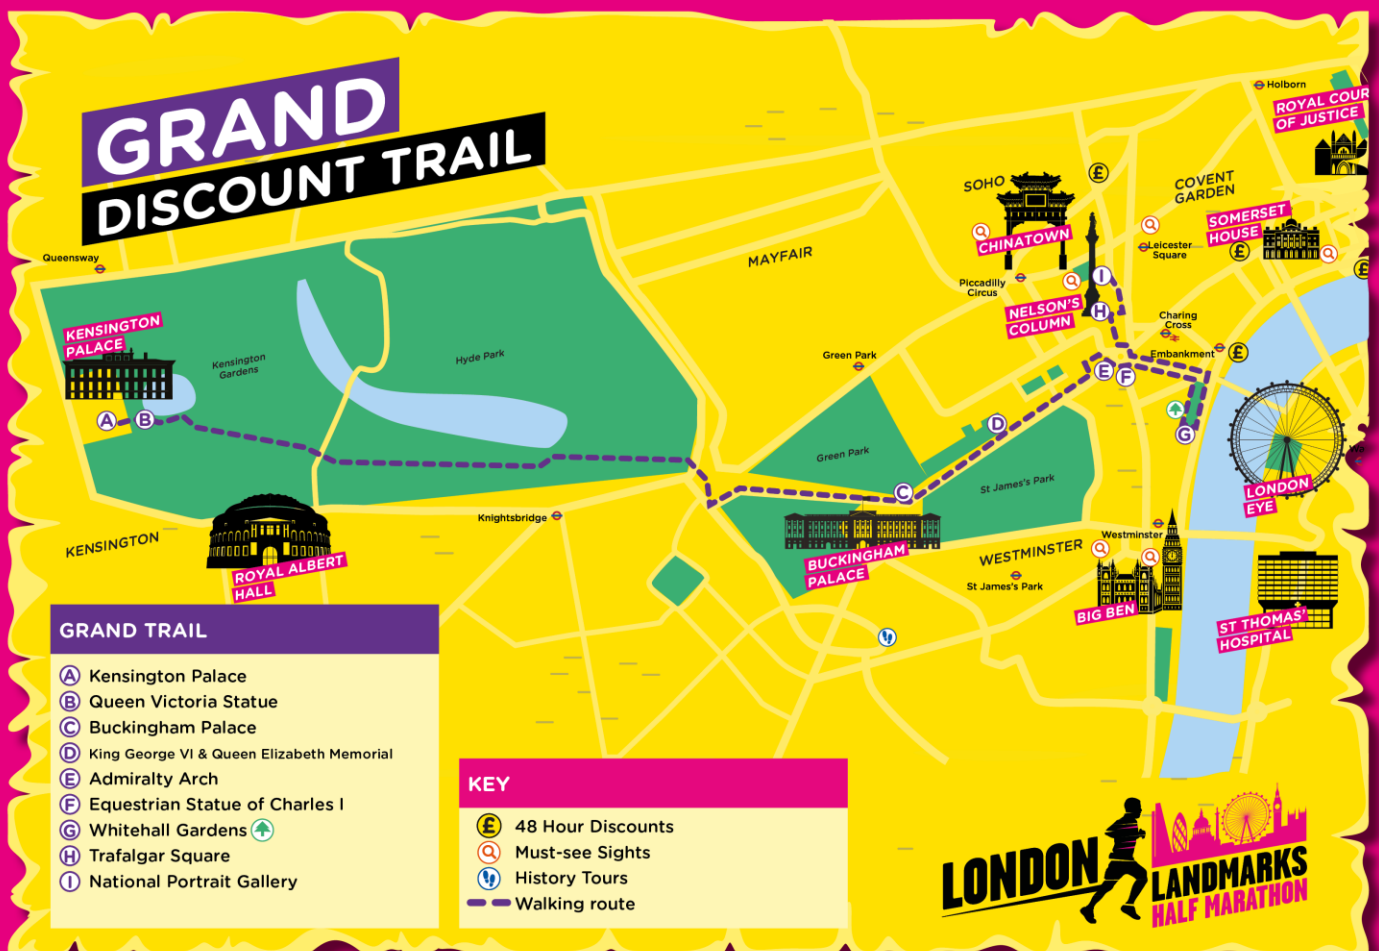 GRAND
DISCOUNT TRAIL
Holborn
ROYAL COUR
OF JUSTICE
SOHO
COVENT
GARDEN
£
CHINATOWN
SOMERSET
HOUSE
£
£
Leicester
Square
Queensway
MAYFAIR
Piccadilly
Circus
I
NELSON'S
COLUMN
H
Charing
Cross
Embankment
£
KENSINGTON
PALACE
Kensington
Gardens
Hyde Park
Green Park
E
F
A
B
D
G
Green Park
St James's Park
C
LONDON
EYE
Knightsbridge
KENSINGTON
ROYAL ALBERT
HALL
BUCKINGHAM
PALACE
WESTMINSTER
St James's Park
Westminster
BIG BEN
ST THOMAS'
HOSPITAL
GRAND TRAIL
A Kensington Palace
B Queen Victoria Statue
C Buckingham Palace
D King George VI & Queen Elizabeth Memorial
E Admiralty Arch
F Equestrian Statue of Charles I
G Whitehall Gardens
H Trafalgar Square
I National Portrait Gallery
KEY
£ 48 Hour Discounts
Must-see Sights
History Tours
Walking route
LONDON
LANDMARKS
HALF MARATHON